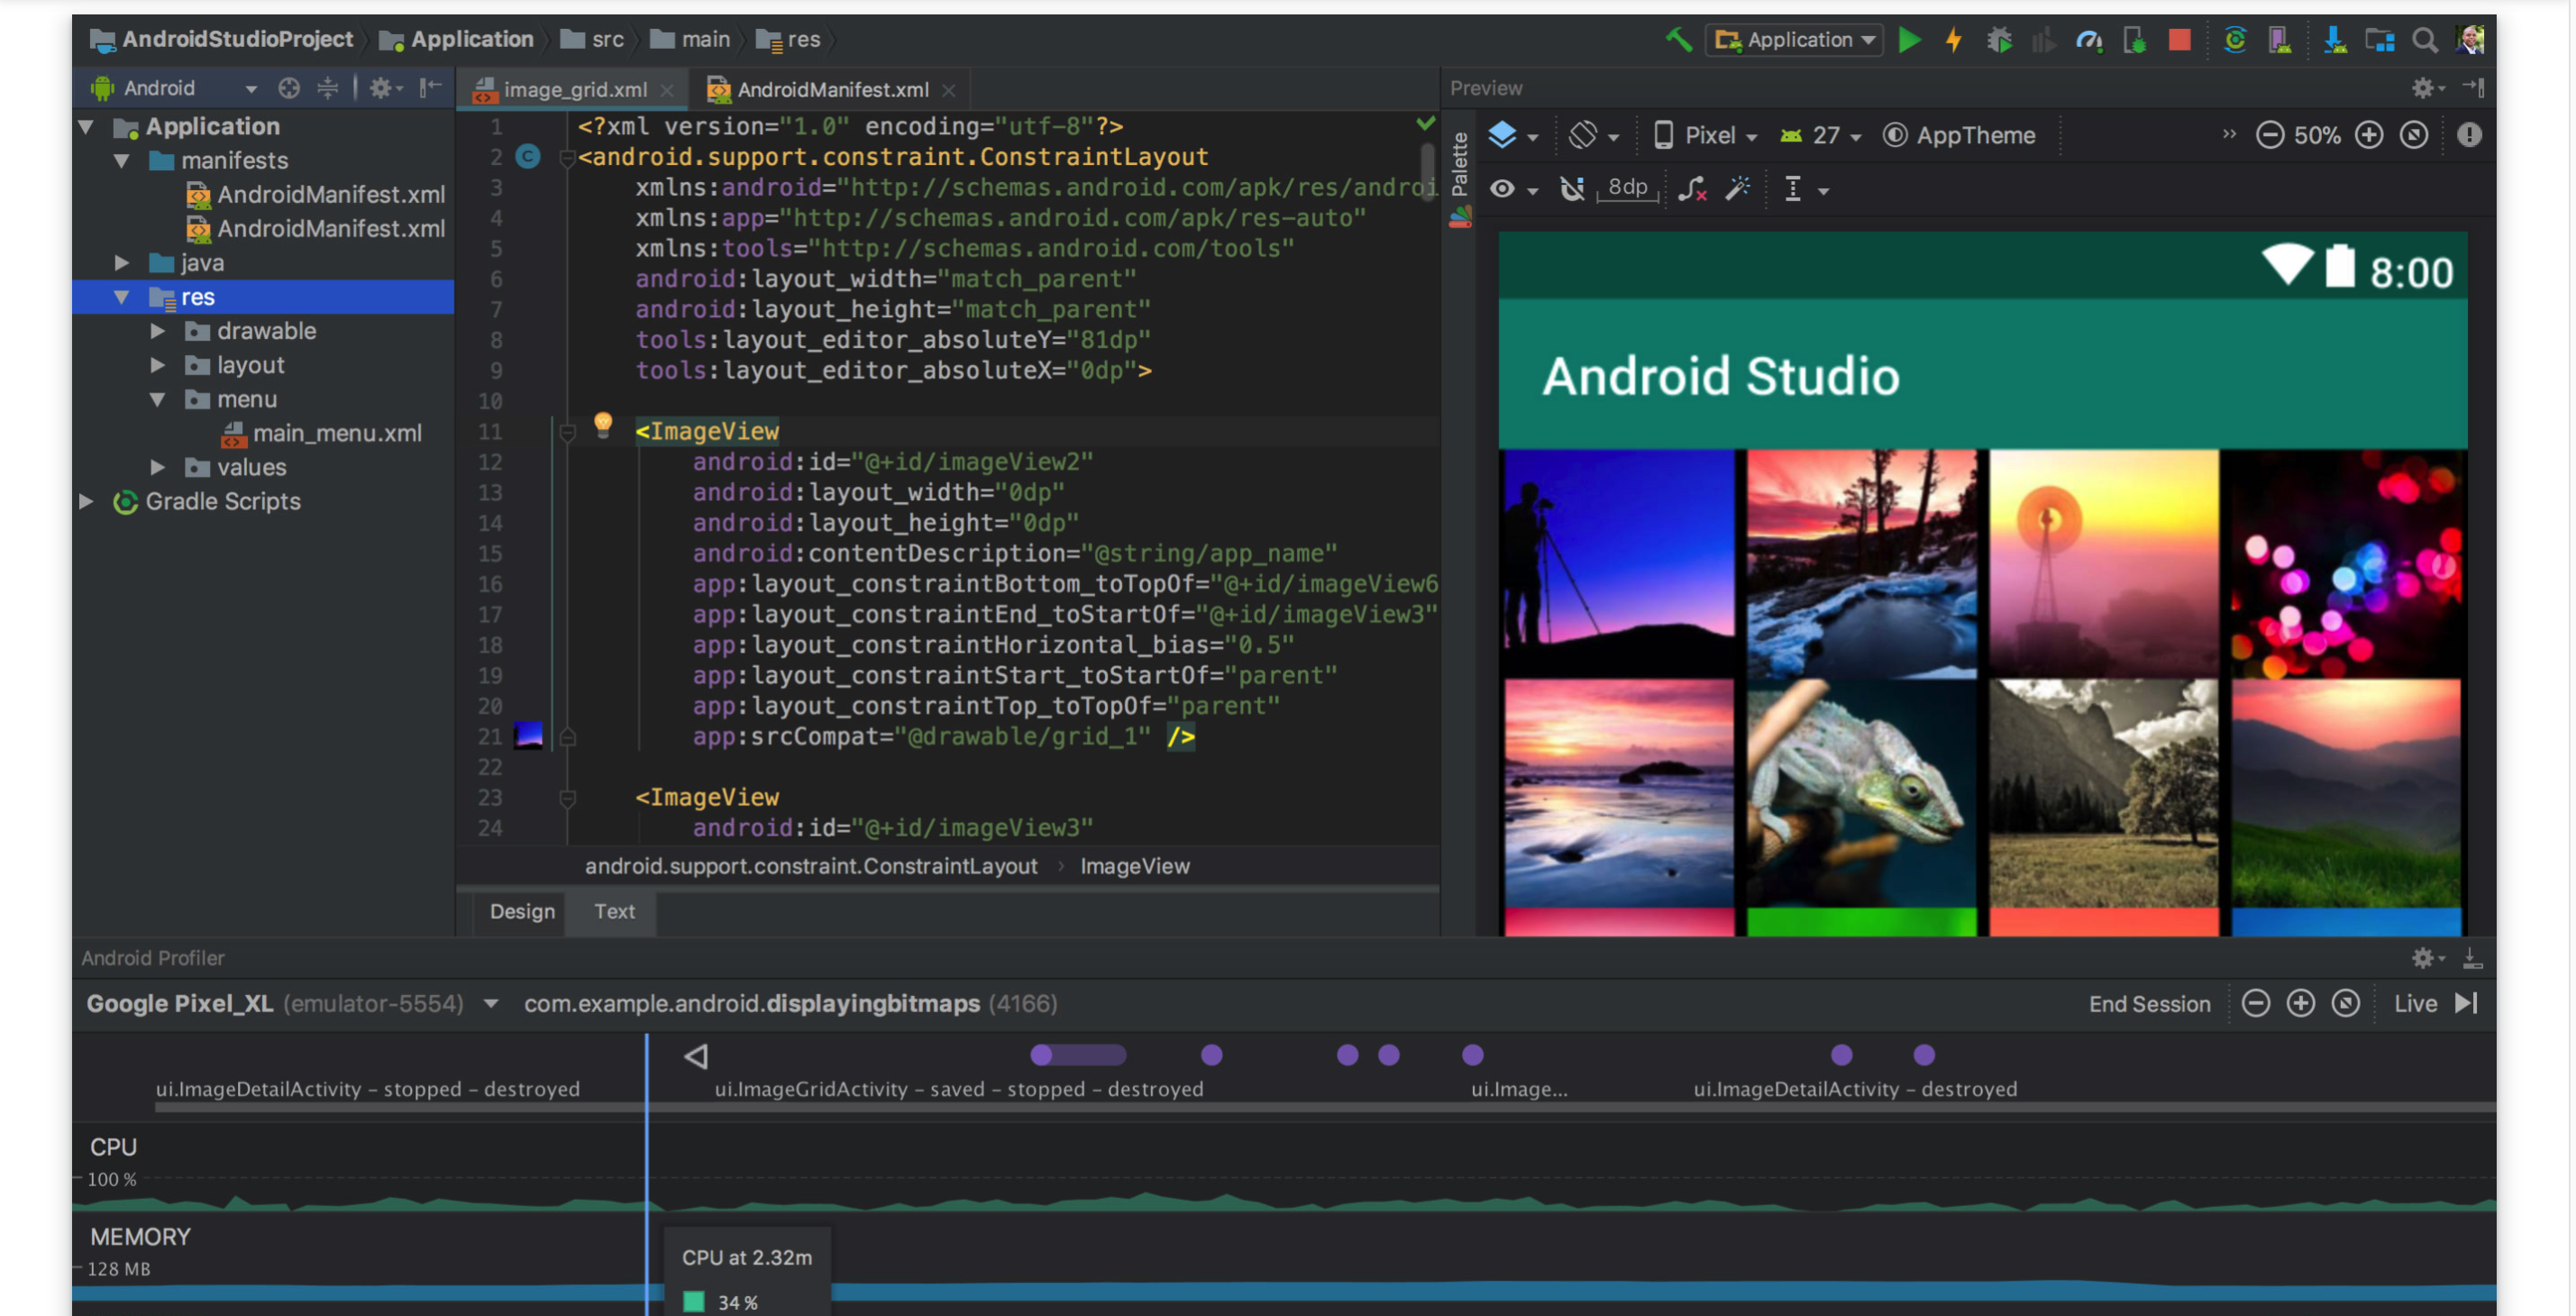 AndroidStudioProject Application src main res Application
Android
image_grid.xml AndroidManifest.xml
Preview
Application
manifests
AndroidManifest.xml
AndroidManifest.xml
java
res
drawable
layout
menu
main_menu.xml
values
Gradle Scripts
1 <?xml version="1.0" encoding="utf-8"?>
2 C <android.support.constraint.ConstraintLayout
3 xmlns:android="http://schemas.android.com/apk/res/androi
4 xmlns:app="http://schemas.android.com/apk/res-auto"
5 xmlns:tools="http://schemas.android.com/tools"
6 android:layout_width="match_parent"
7 android:layout_height="match_parent"
8 tools:layout_editor_absoluteY="81dp"
9 tools:layout_editor_absoluteX="0dp">
10
11 <ImageView
12 android:id="@+id/imageView2"
13 android:layout_width="0dp"
14 android:layout_height="0dp"
15 android:contentDescription="@string/app_name"
16 app:layout_constraintBottom_toTopOf="@+id/imageView6
17 app:layout_constraintEnd_toStartOf="@+id/imageView3"
18 app:layout_constraintHorizontal_bias="0.5"
19 app:layout_constraintStart_toStartOf="parent"
20 app:layout_constraintTop_toTopOf="parent"
21 app:srcCompat="@drawable/grid_1" />
22
23 <ImageView
24 android:id="@+id/imageView3"
android.support.constraint.ConstraintLayout › ImageView
Design Text
Palette
Pixel 27 AppTheme » 50%
8dp
8:00
Android Studio
Android Profiler
Google Pixel_XL (emulator-5554) com.example.android.displayingbitmaps (4166) End Session Live
ui.ImageDetailActivity – stopped – destroyed ui.ImageGridActivity – saved – stopped – destroyed ui.Image... ui.ImageDetailActivity – destroyed
CPU
100 %
MEMORY
128 MB
CPU at 2.32m
34 %